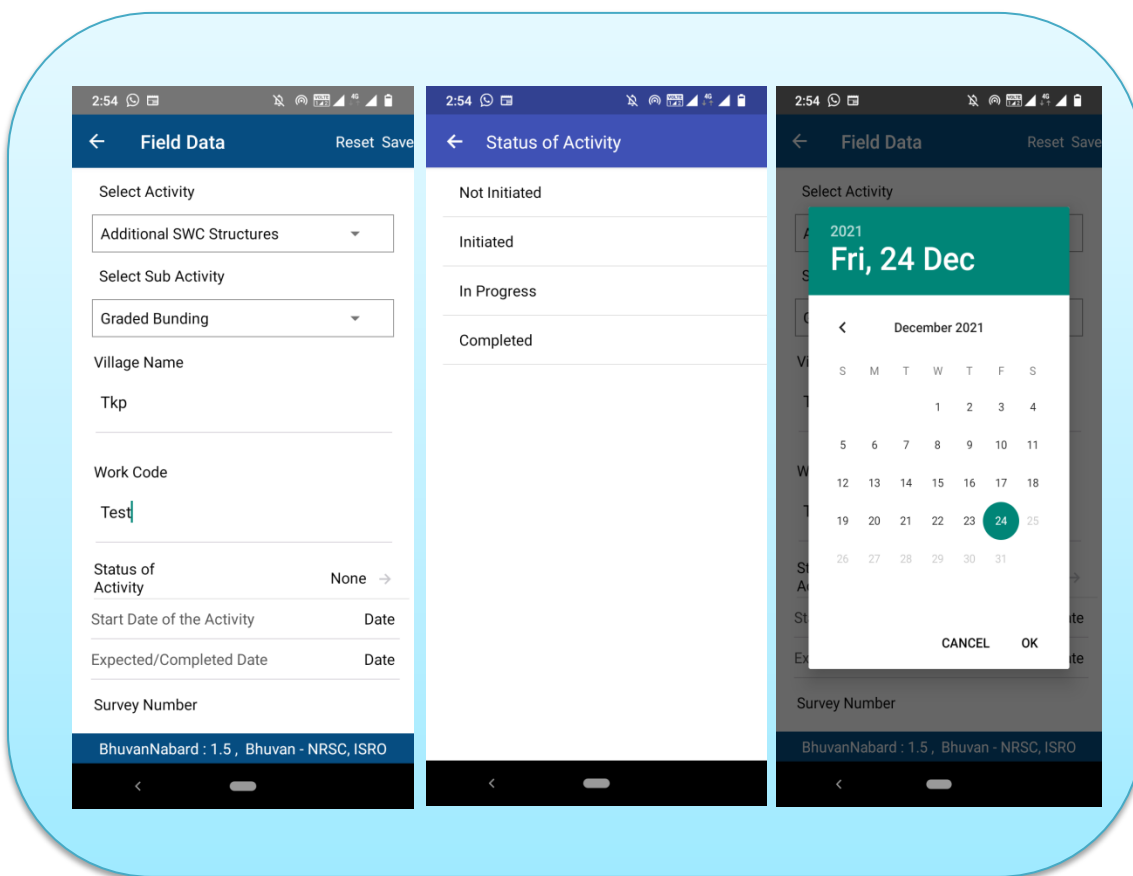 2:54
Field Data Reset Save
Select Activity
Additional SWC Structures
Select Sub Activity
Graded Bunding
Village Name
Tkp
Work Code
Test
Status of
Activity
None
Start Date of the Activity Date
Expected/Completed Date Date
Survey Number
BhuvanNabard : 1.5 , Bhuvan - NRSC, ISRO
2:54
Status of Activity
Not Initiated
Initiated
In Progress
Completed
2:54
Field Data Reset Save
Select Activity
2021
Fri, 24 Dec
December 2021
S M T W T F S
1 2 3 4
5 6 7 8 9 10 11
12 13 14 15 16 17 18
19 20 21 22 23 24 25
26 27 28 29 30 31
CANCEL OK
Survey Number
BhuvanNabard : 1.5 , Bhuvan - NRSC, ISRO